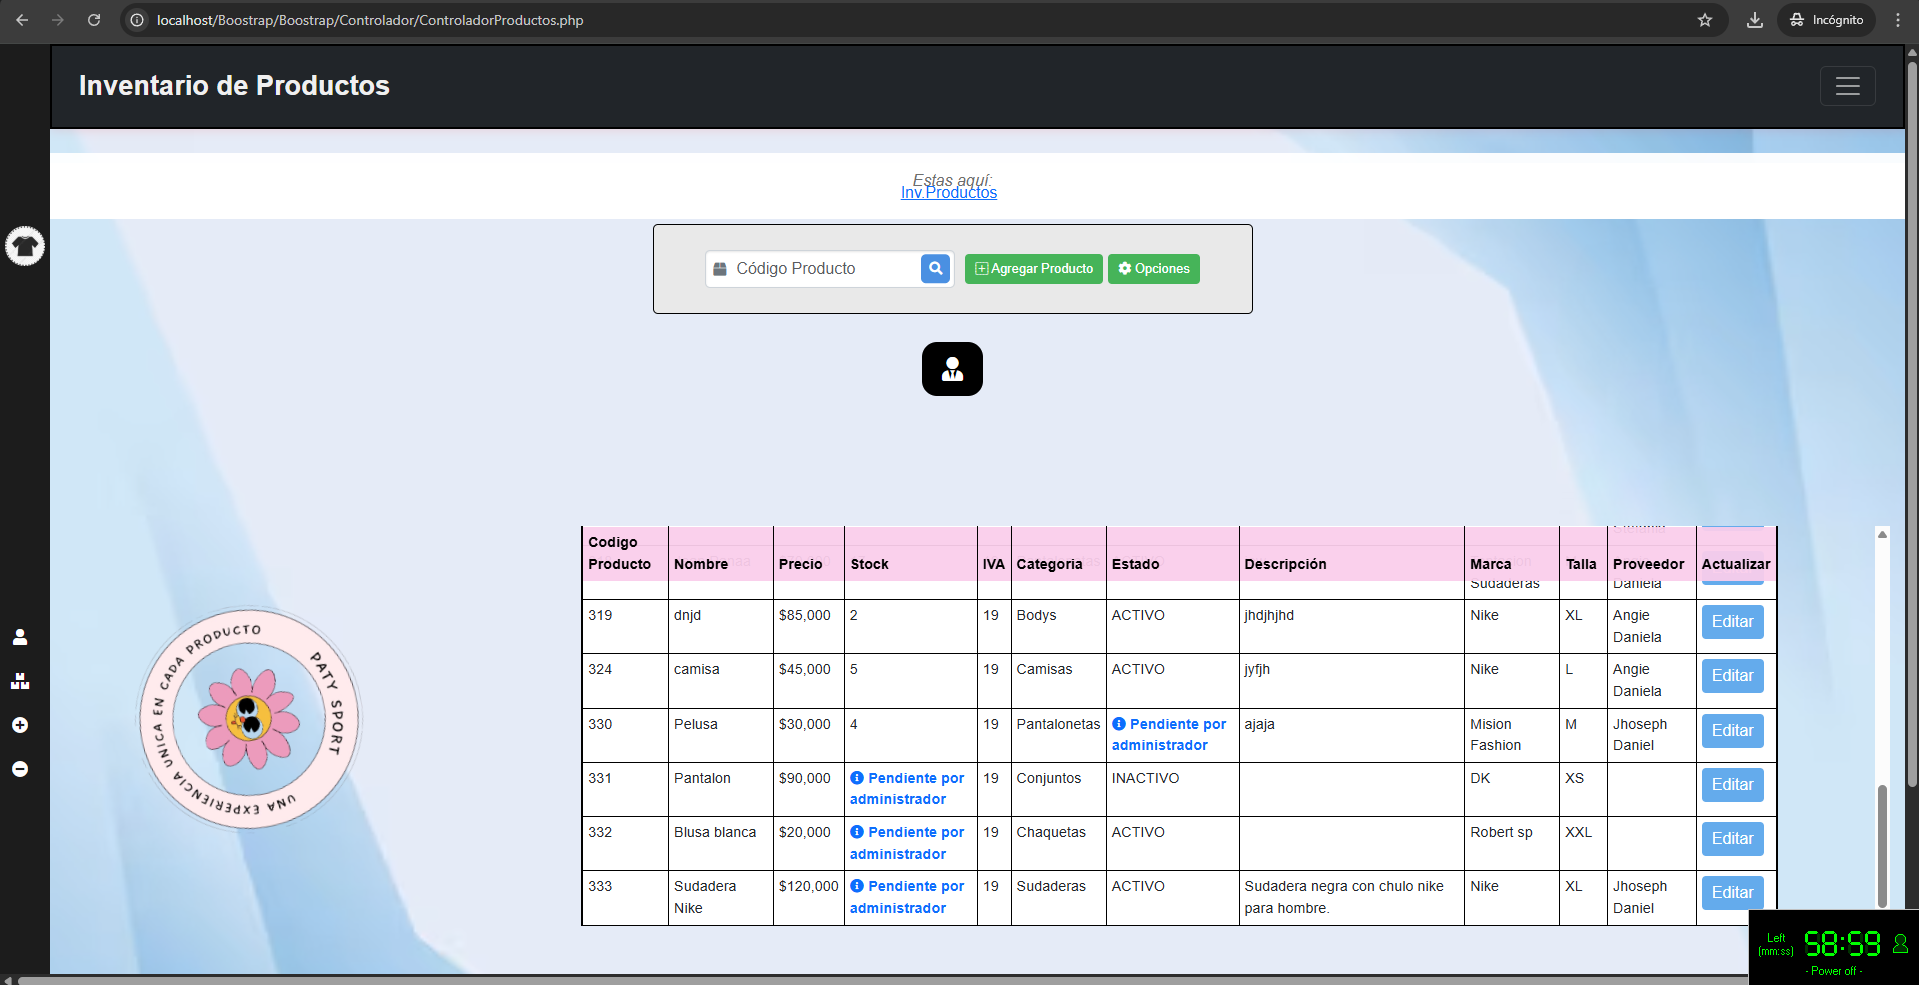 localhost/Boostrap/Boostrap/Controlador/ControladorProductos.php
Incógnito
Inventario de Productos
Estas aquí:
Inv.Productos
Código Producto
Agregar Producto
Opciones
Codigo Producto Nombre Precio Stock IVA Categoria Estado Descripción Marca Talla Proveedor Actualizar
Sudaderas Daniela
319 dnjd $85,000 2 19 Bodys ACTIVO jhdjhjhd Nike XL Angie Daniela Editar
324 camisa $45,000 5 19 Camisas ACTIVO jyfjh Nike L Angie Daniela Editar
330 Pelusa $30,000 4 19 Pantalonetas Pendiente por administrador ajaja Mision Fashion M Jhoseph Daniel Editar
331 Pantalon $90,000 Pendiente por administrador 19 Conjuntos INACTIVO DK XS Editar
332 Blusa blanca $20,000 Pendiente por administrador 19 Chaquetas ACTIVO Robert sp XXL Editar
333 Sudadera Nike $120,000 Pendiente por administrador 19 Sudaderas ACTIVO Sudadera negra con chulo nike para hombre. Nike XL Jhoseph Daniel Editar
PATY SPORT
UNA EXPERIENCIA UNICA EN CADA PRODUCTO
Left
(mm:ss)
58:59
- Power off -